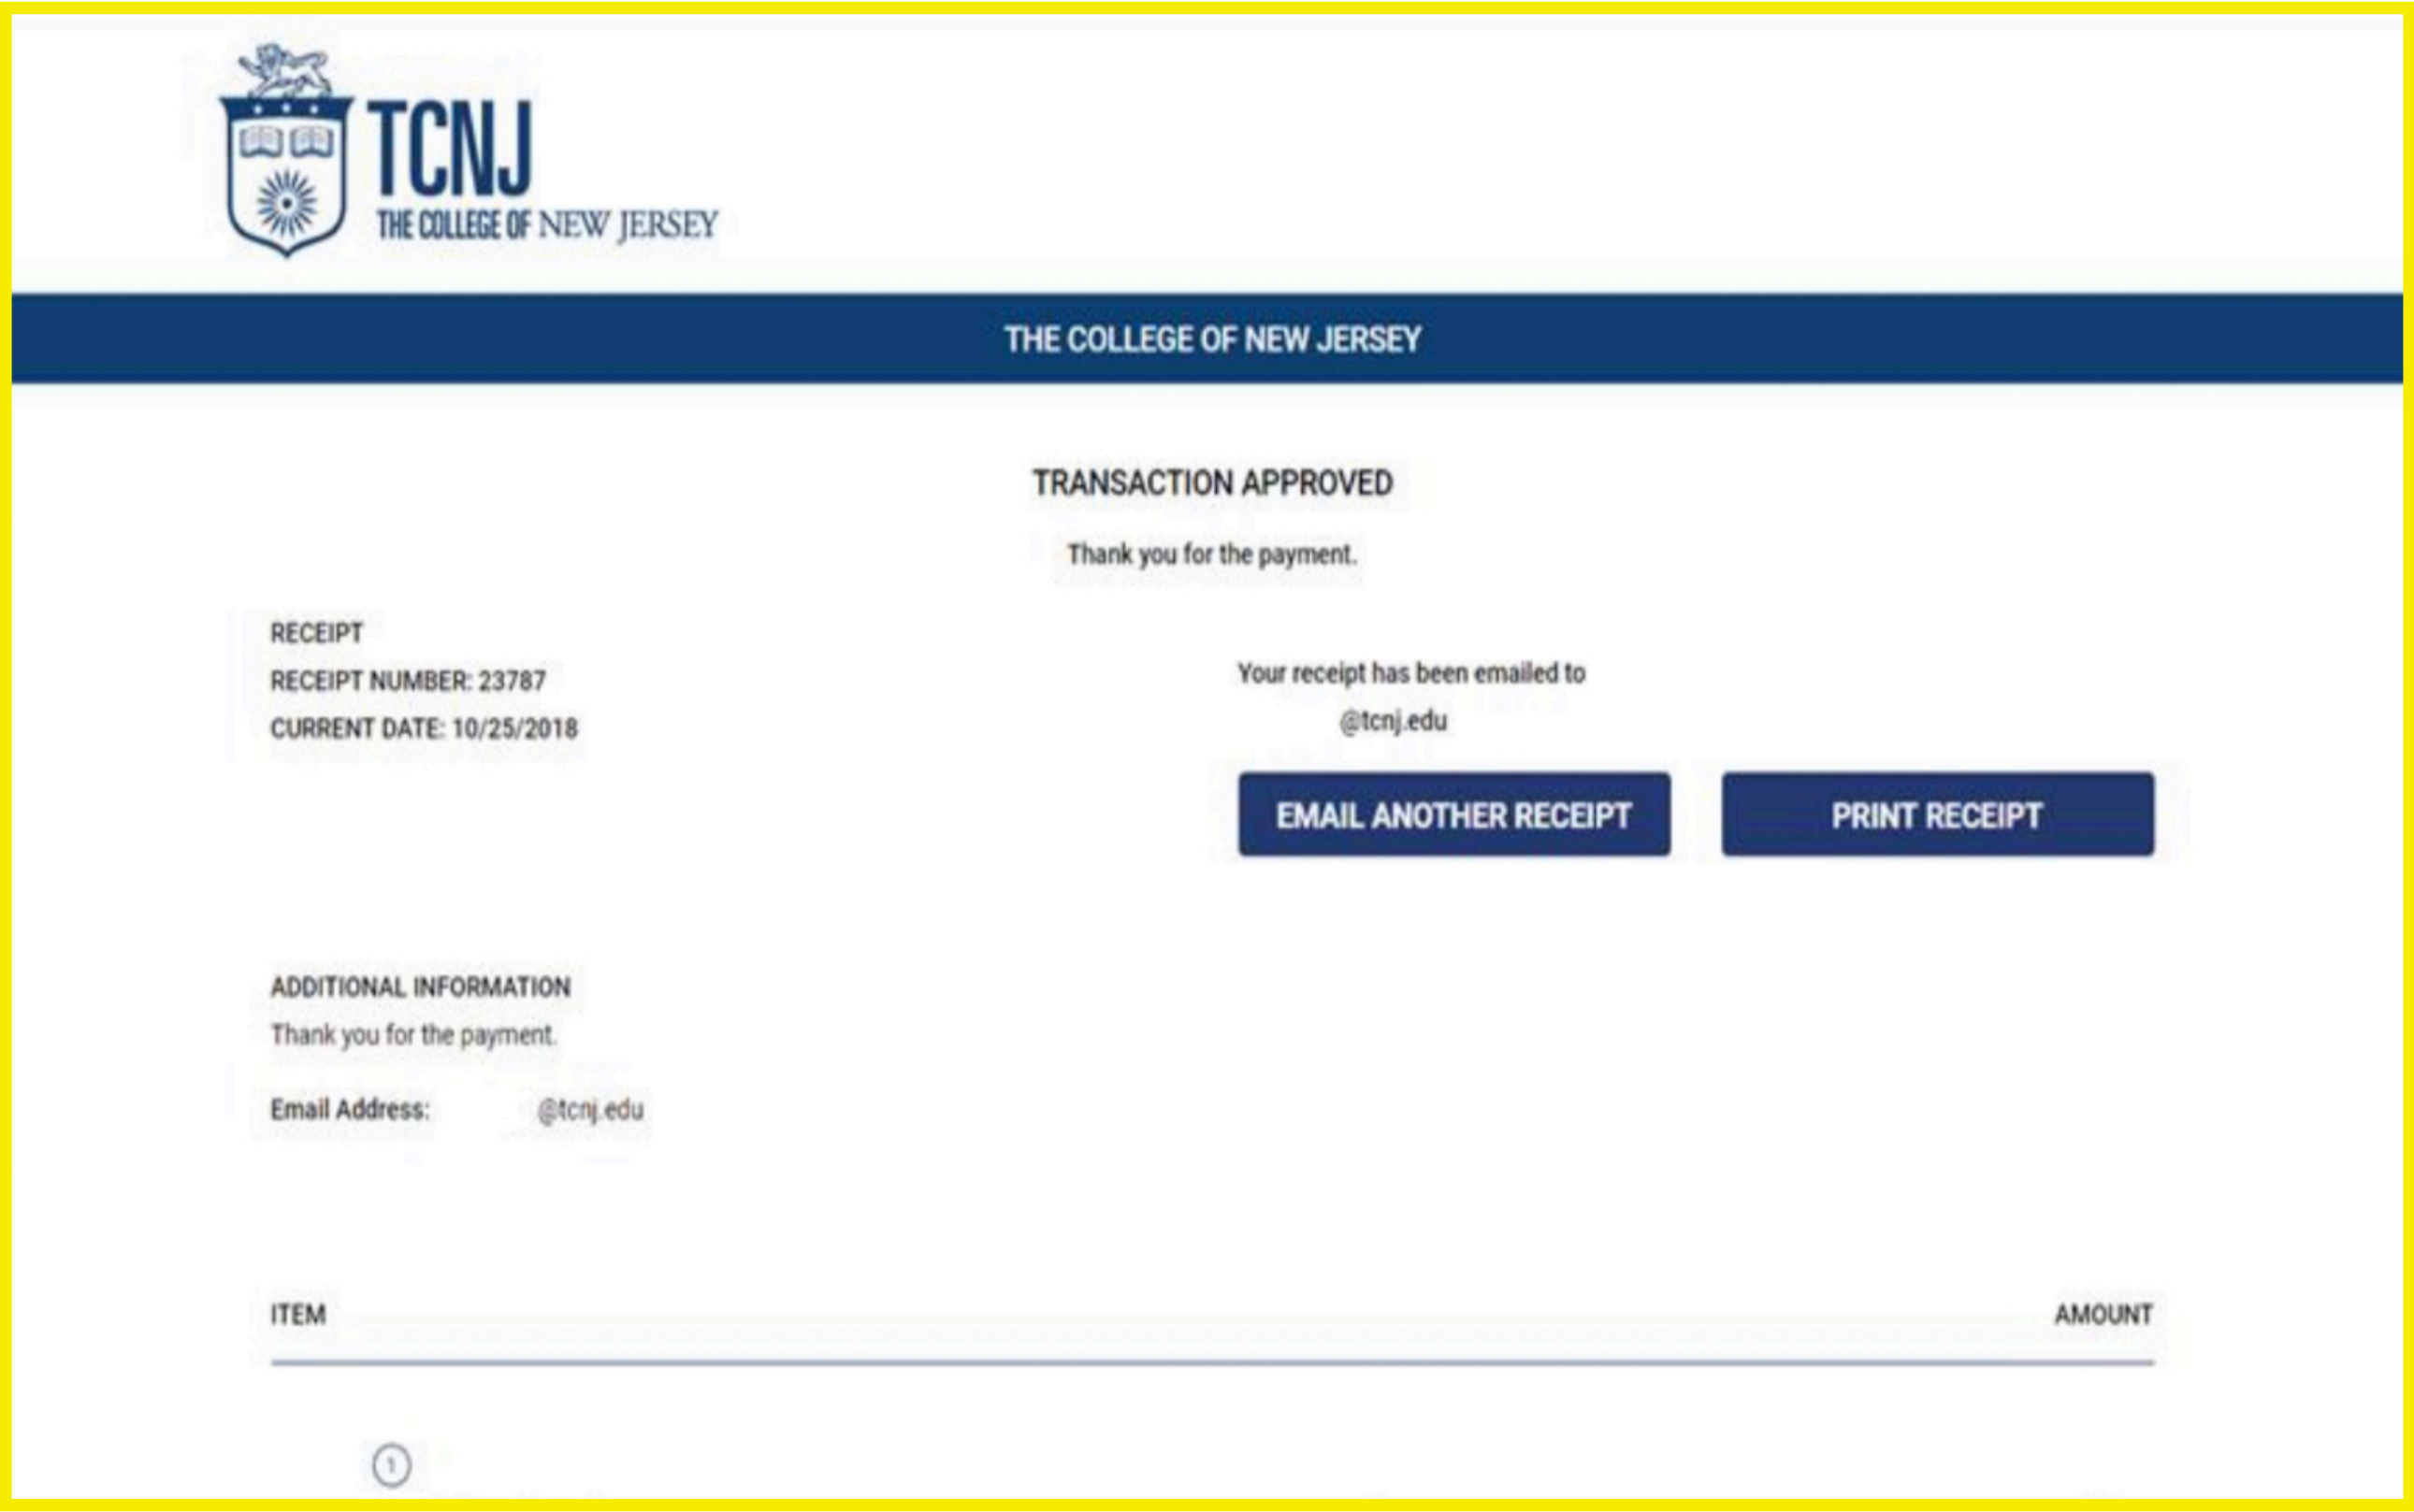 TCNJ
THE COLLEGE OF NEW JERSEY
THE COLLEGE OF NEW JERSEY
TRANSACTION APPROVED
Thank you for the payment.
RECEIPT
RECEIPT NUMBER: 23787
CURRENT DATE: 10/25/2018
Your receipt has been emailed to
@tcnj.edu
EMAIL ANOTHER RECEIPT
PRINT RECEIPT
ADDITIONAL INFORMATION
Thank you for the payment.
Email Address: @tcnj.edu
ITEM AMOUNT
1